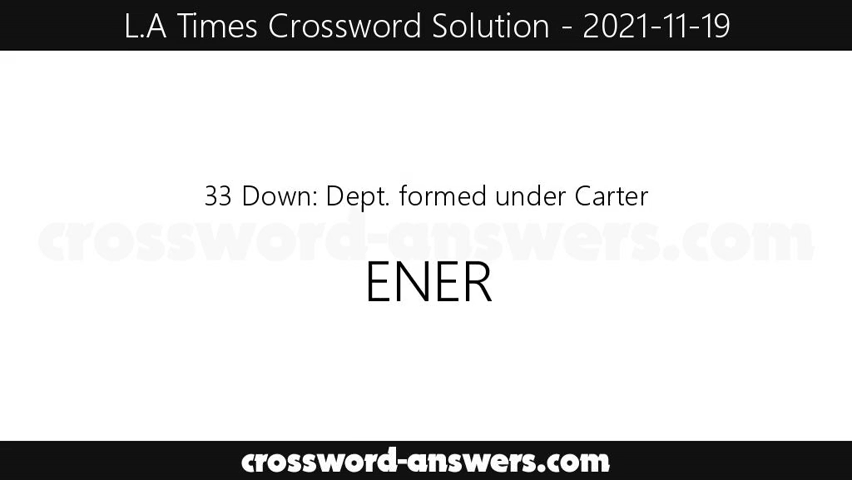 L.A Times Crossword Solution - 2021-11-19
33 Down: Dept. formed under Carter
crossword-answers.com
ENER
crossword-answers.com